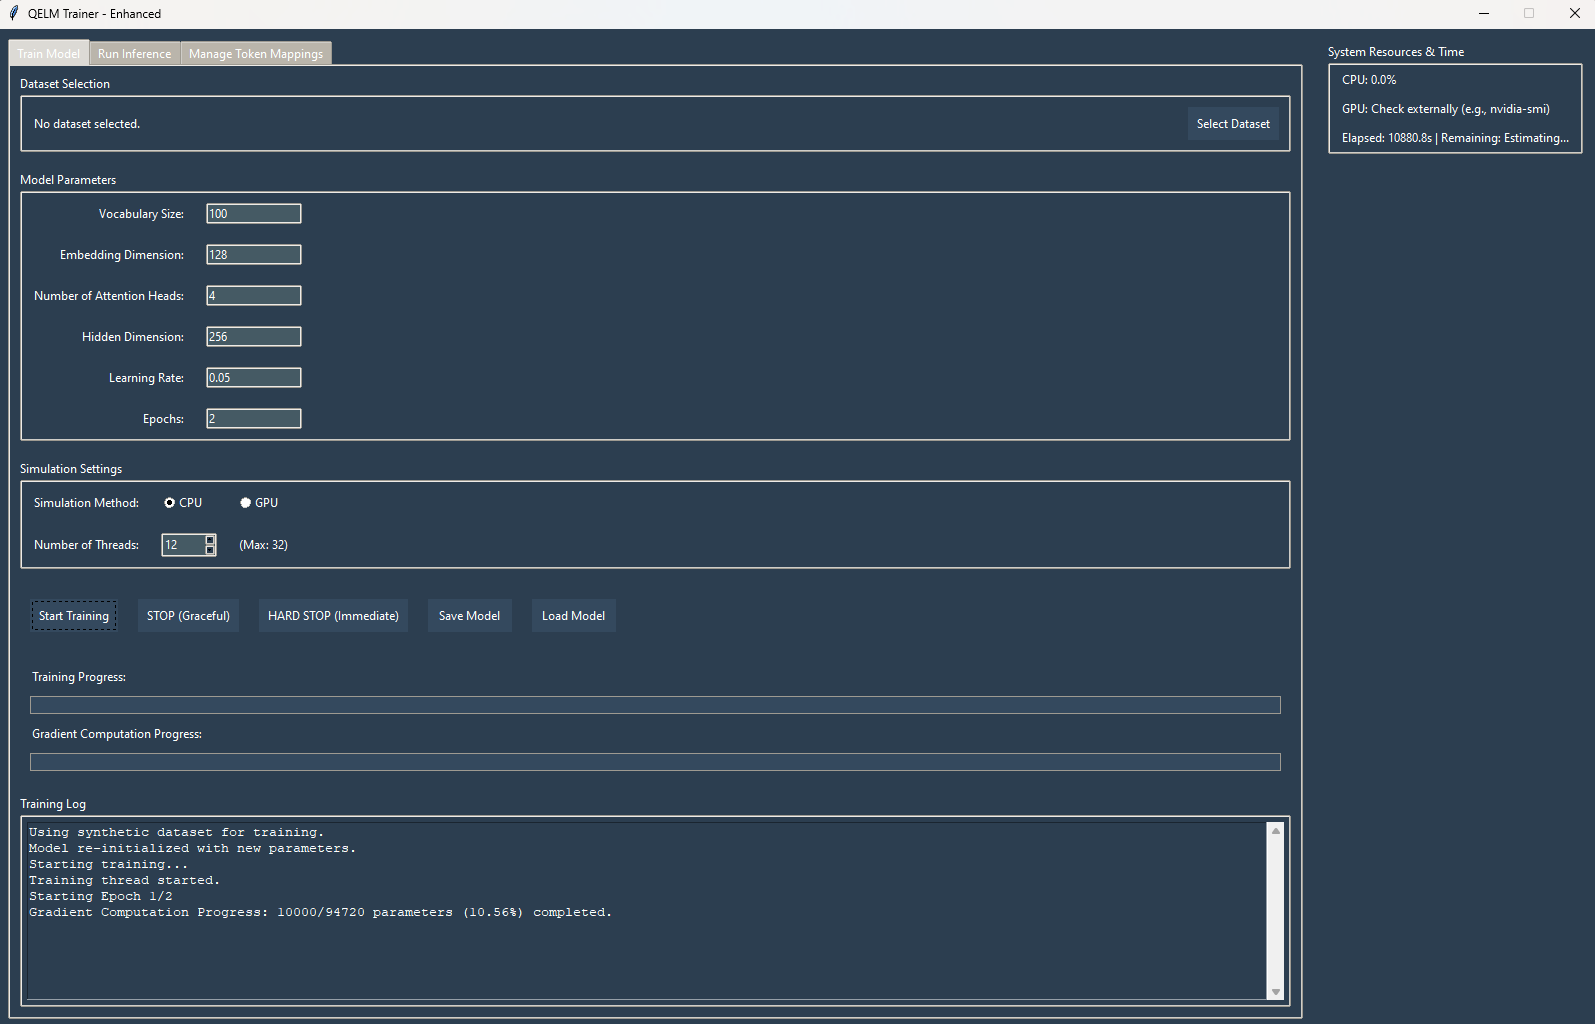 QELM Trainer - Enhanced
Train Model Run Inference Manage Token Mappings
Dataset Selection
No dataset selected. Select Dataset
Model Parameters
Vocabulary Size: 100
Embedding Dimension: 128
Number of Attention Heads: 4
Hidden Dimension: 256
Learning Rate: 0.05
Epochs: 2
Simulation Settings
Simulation Method: CPU GPU
Number of Threads: 12 (Max: 32)
Start Training STOP (Graceful) HARD STOP (Immediate) Save Model Load Model
Training Progress:
Gradient Computation Progress:
Training Log
Using synthetic dataset for training.
Model re-initialized with new parameters.
Starting training...
Training thread started.
Starting Epoch 1/2
Gradient Computation Progress: 10000/94720 parameters (10.56%) completed.
System Resources & Time
CPU: 0.0%
GPU: Check externally (e.g., nvidia-smi)
Elapsed: 10880.8s | Remaining: Estimating...